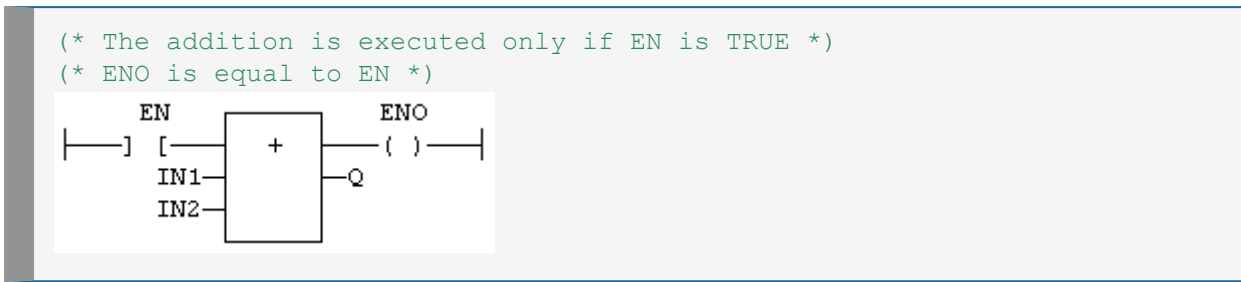 (* The addition is executed only if EN is TRUE *)
(* ENO is equal to EN *)
EN ENO
] [ + ( )
IN1 Q
IN2